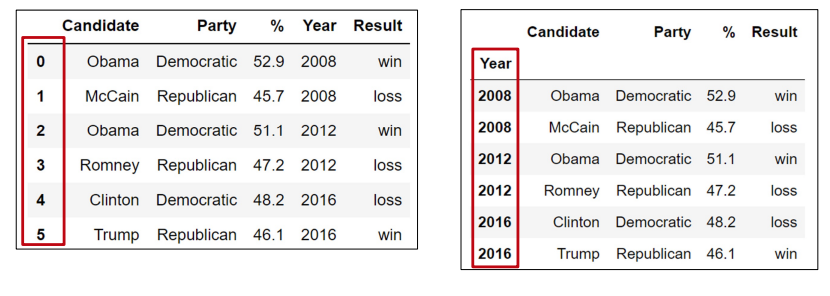 Candidate Party % Year Result
0 Obama Democratic 52.9 2008 win
1 McCain Republican 45.7 2008 loss
2 Obama Democratic 51.1 2012 win
3 Romney Republican 47.2 2012 loss
4 Clinton Democratic 48.2 2016 loss
5 Trump Republican 46.1 2016 win
Candidate Party % Result
Year
2008 Obama Democratic 52.9 win
2008 McCain Republican 45.7 loss
2012 Obama Democratic 51.1 win
2012 Romney Republican 47.2 loss
2016 Clinton Democratic 48.2 loss
2016 Trump Republican 46.1 win